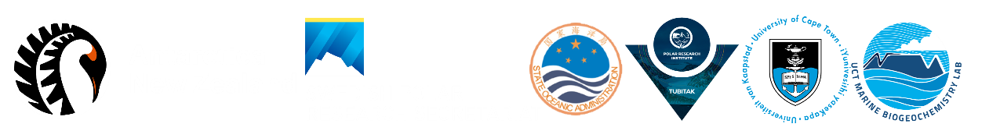 国家海洋局
STATE OCEANIC ADMINISTRATION
POLAR RESEARCH
INSTITUTE
TUBITAK
University of Cape Town · iYunivesithi yaseKapa · Universiteit van Kaapstad ·
UCT MARINE BIOGEOCHEMISTRY LAB